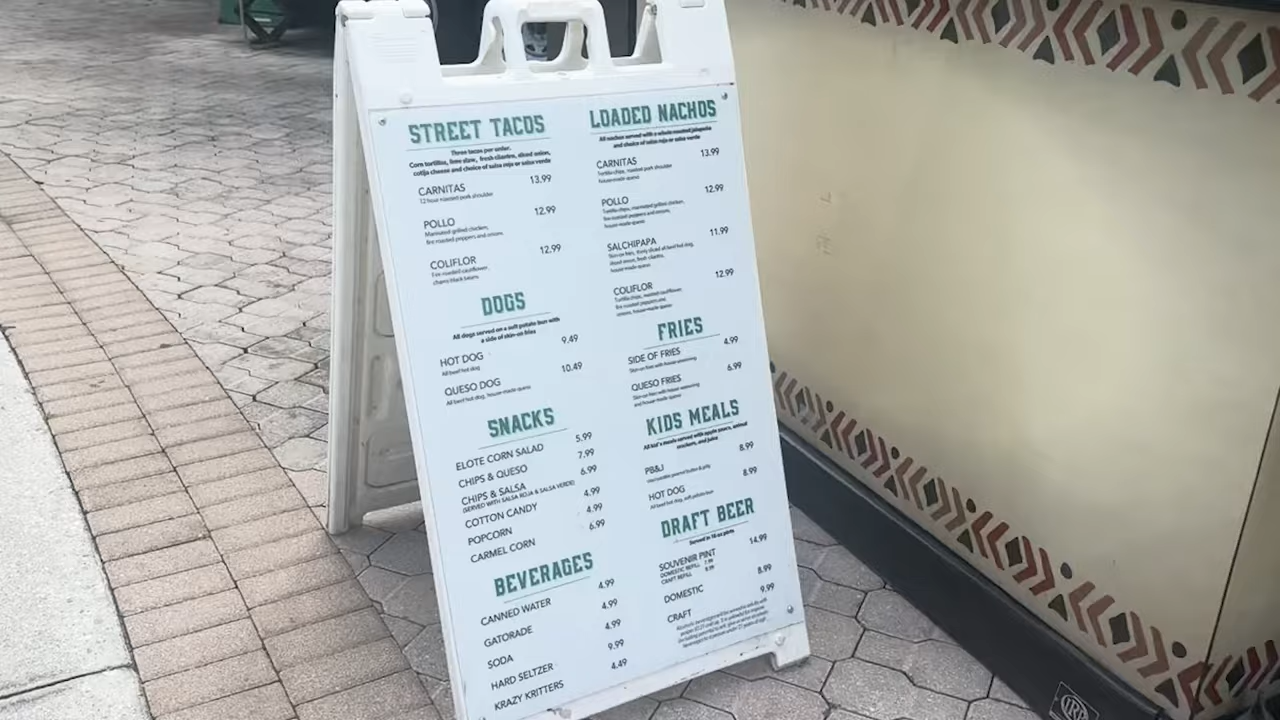 STREET TACOS
Three tacos per order.
Corn tortillas, lime slaw, fresh cilantro, diced onion,
cotija cheese and choice of salsa roja or salsa verde
CARNITAS 13.99
12 hour roasted pork shoulder
POLLO 12.99
Marinated grilled chicken,
fire roasted peppers and onions.
COLIFLOR 12.99
Fire roasted cauliflower,
charro black beans.
DOGS
All dogs served on a soft potato bun with
a side of skin-on fries
HOT DOG 9.49
All beef hot dog
QUESO DOG 10.49
All beef hot dog, house-made queso
SNACKS
ELOTE CORN SALAD 5.99
CHIPS & QUESO 7.99
CHIPS & SALSA 6.99
(SERVED WITH SALSA ROJA & SALSA VERDE)
COTTON CANDY 4.99
POPCORN 4.99
CARMEL CORN 6.99
BEVERAGES
CANNED WATER 4.99
GATORADE 4.99
SODA 4.99
HARD SELTZER 9.99
KRAZY KRITTERS 4.49
LOADED NACHOS
All nachos served with a whole roasted jalapeño
and choice of salsa roja or salsa verde
CARNITAS 13.99
Tortilla chips, roasted pork shoulder
house-made queso
POLLO 12.99
Tortilla chips, marinated grilled chicken,
fire roasted peppers and onions,
house-made queso
SALCHIPAPA 11.99
Skin-on fries, thinly sliced all beef hot dog,
diced onion, fresh cilantro,
house-made queso
COLIFLOR 12.99
Tortilla chips, roasted cauliflower,
fire roasted peppers and
onions, house-made queso
FRIES
SIDE OF FRIES 4.99
Skin-on fries with house seasoning
QUESO FRIES 6.99
Skin-on fries with house seasoning
and house-made queso
KIDS MEALS
All kid's meals served with apple sauce, animal
crackers, and juice
PB&J 8.99
peanut butter & jelly
HOT DOG 8.99
All beef hot dog, soft potato bun
DRAFT BEER
Served in 16 oz pints
SOUVENIR PINT 14.99
DOMESTIC REFILL 7.99
CRAFT REFILL 8.99
DOMESTIC 8.99
CRAFT 9.99